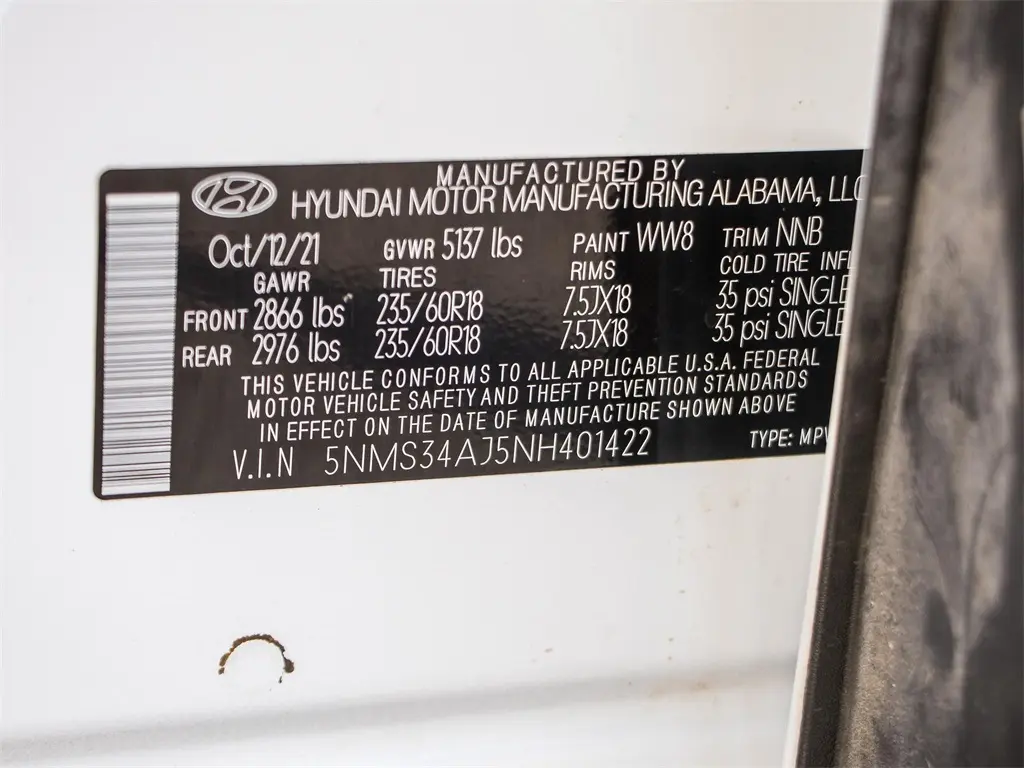 MANUFACTURED BY
HYUNDAI MOTOR MANUFACTURING ALABAMA, LLC
Oct/12/21 GVWR 5137 lbs PAINT WW8 TRIM NNB
GAWR TIRES RIMS COLD TIRE INFL
FRONT 2866 lbs 235/60R18 7.5JX18 35 psi SINGLE
REAR 2976 lbs 235/60R18 7.5JX18 35 psi SINGLE
THIS VEHICLE CONFORMS TO ALL APPLICABLE U.S.A. FEDERAL
MOTOR VEHICLE SAFETY AND THEFT PREVENTION STANDARDS
IN EFFECT ON THE DATE OF MANUFACTURE SHOWN ABOVE
V.I.N 5NMS34AJ5NH401422 TYPE: MPV